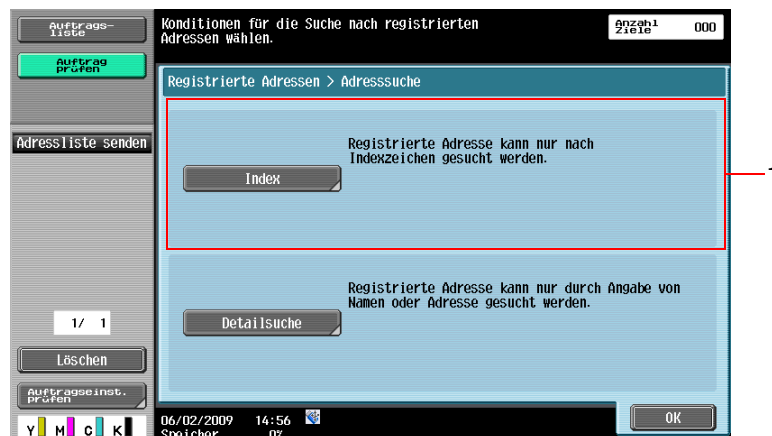 Auftrags-
liste
Auftrag
prüfen
Konditionen für die Suche nach registrierten
Adressen wählen.
Anzahl
Ziele 000
Registrierte Adressen > Adresssuche
Adressliste senden
Registrierte Adresse kann nur nach
Indexzeichen gesucht werden.
Index
Registrierte Adresse kann nur durch Angabe von
Namen oder Adresse gesucht werden.
Detailsuche
1/ 1
Löschen
Auftragseinst.
prüfen
Y M C K
06/02/2009 14:56
Speicher 0%
OK